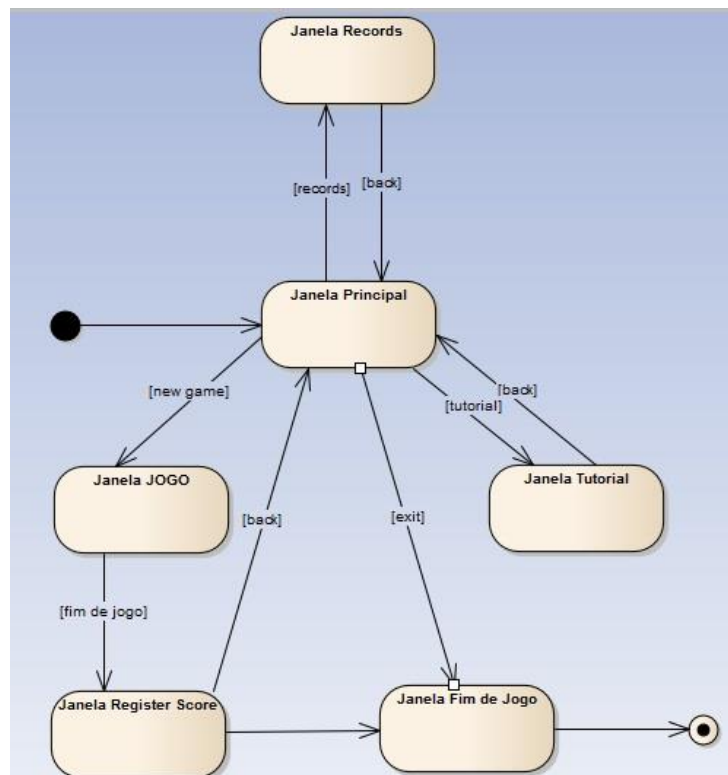 Janela Records
[records]
[back]
Janela Principal
[new game]
[back]
[tutorial]
Janela JOGO
Janela Tutorial
[back]
[exit]
[fim de jogo]
Janela Register Score
Janela Fim de Jogo